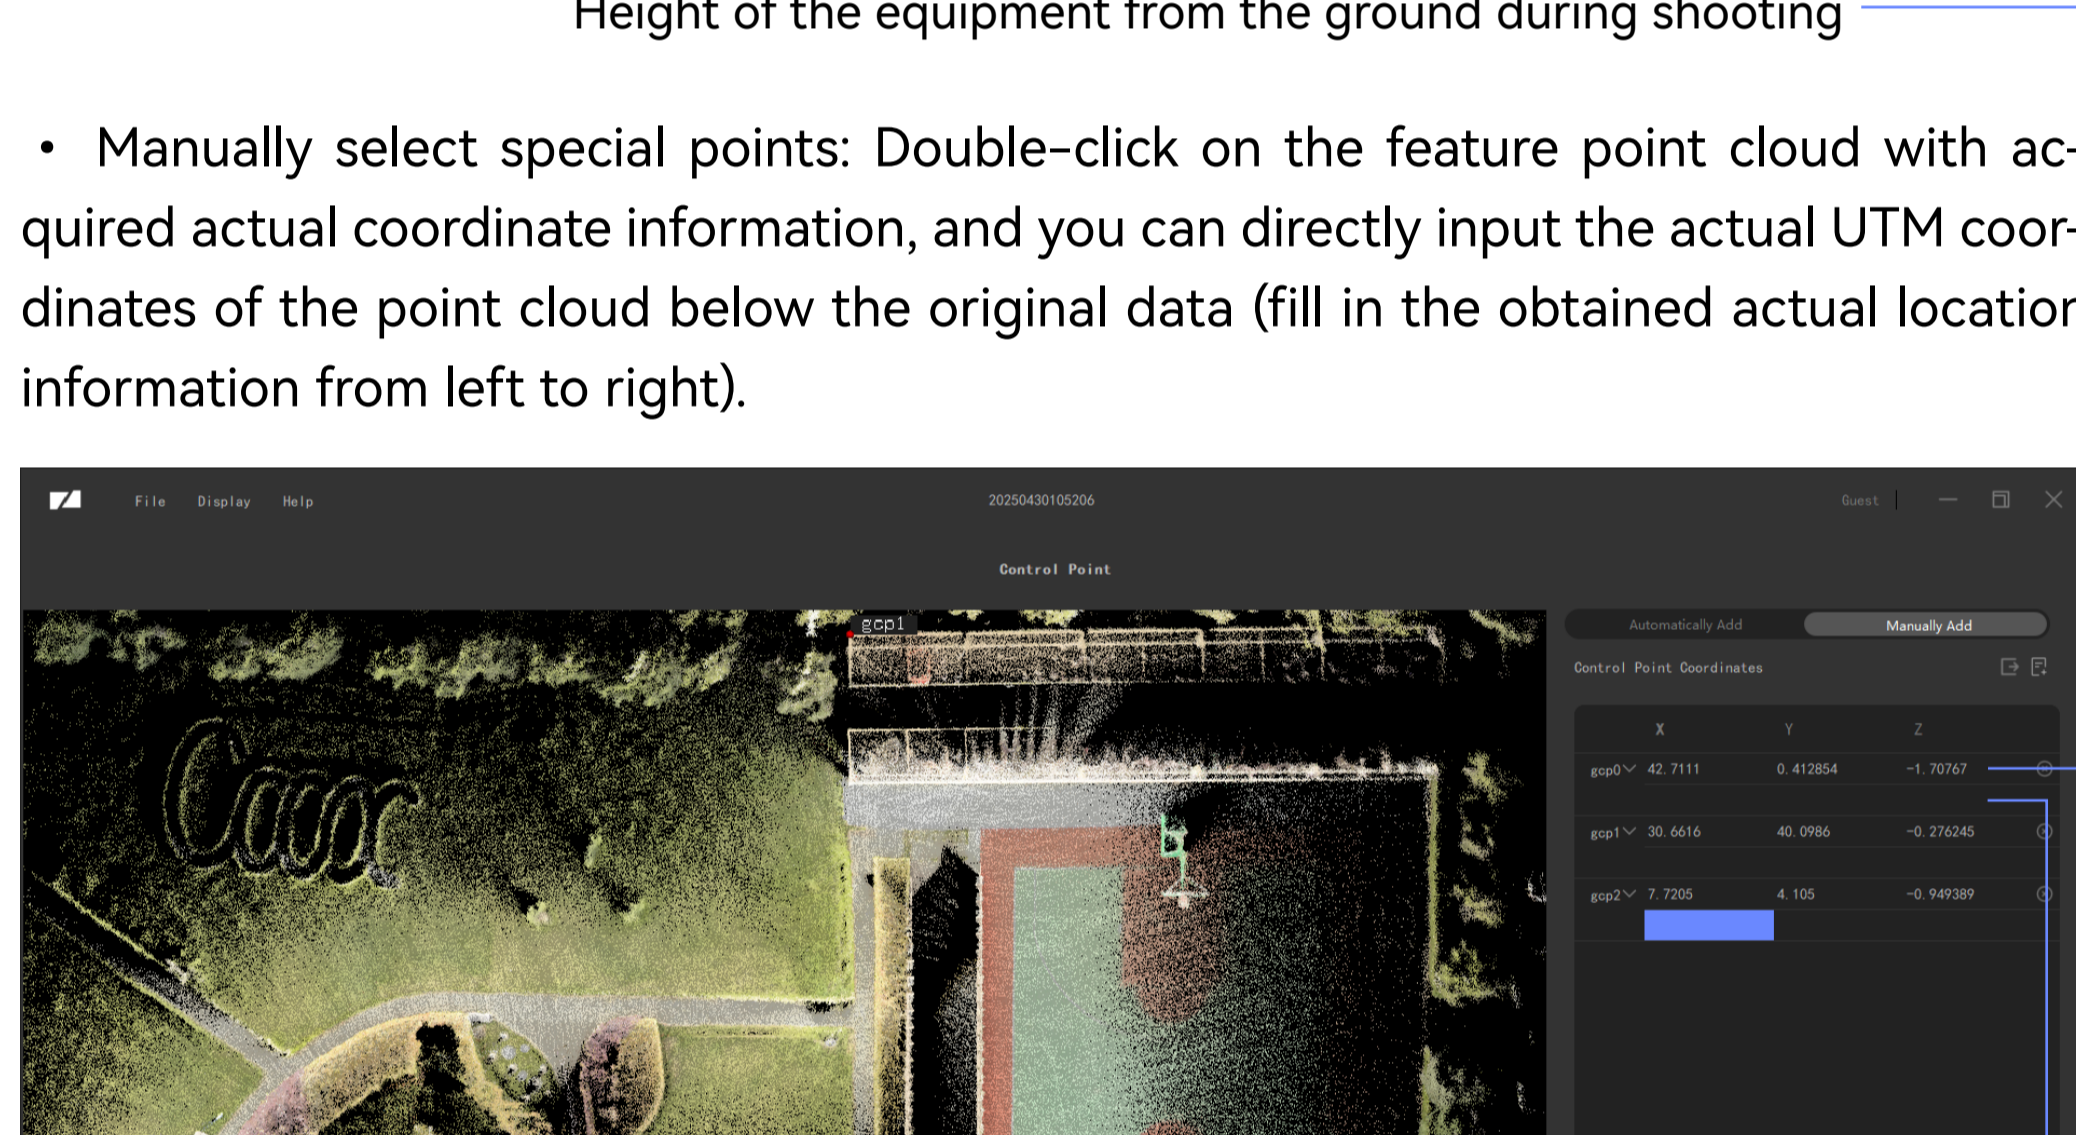 Height of the equipment from the ground during shooting
• Manually select special points: Double-click on the feature point cloud with ac-
quired actual coordinate information, and you can directly input the actual UTM coor-
dinates of the point cloud below the original data (fill in the obtained actual location
information from left to right).
File Display Help 20250430105206 Guest
Control Point
gcp1
Automatically Add Manually Add
Control Point Coordinates
X Y Z
gcp0 42.7111 0.412854 -1.70767
gcp1 30.6616 40.0986 -0.276245
gcp2 7.7205 4.105 -0.949389